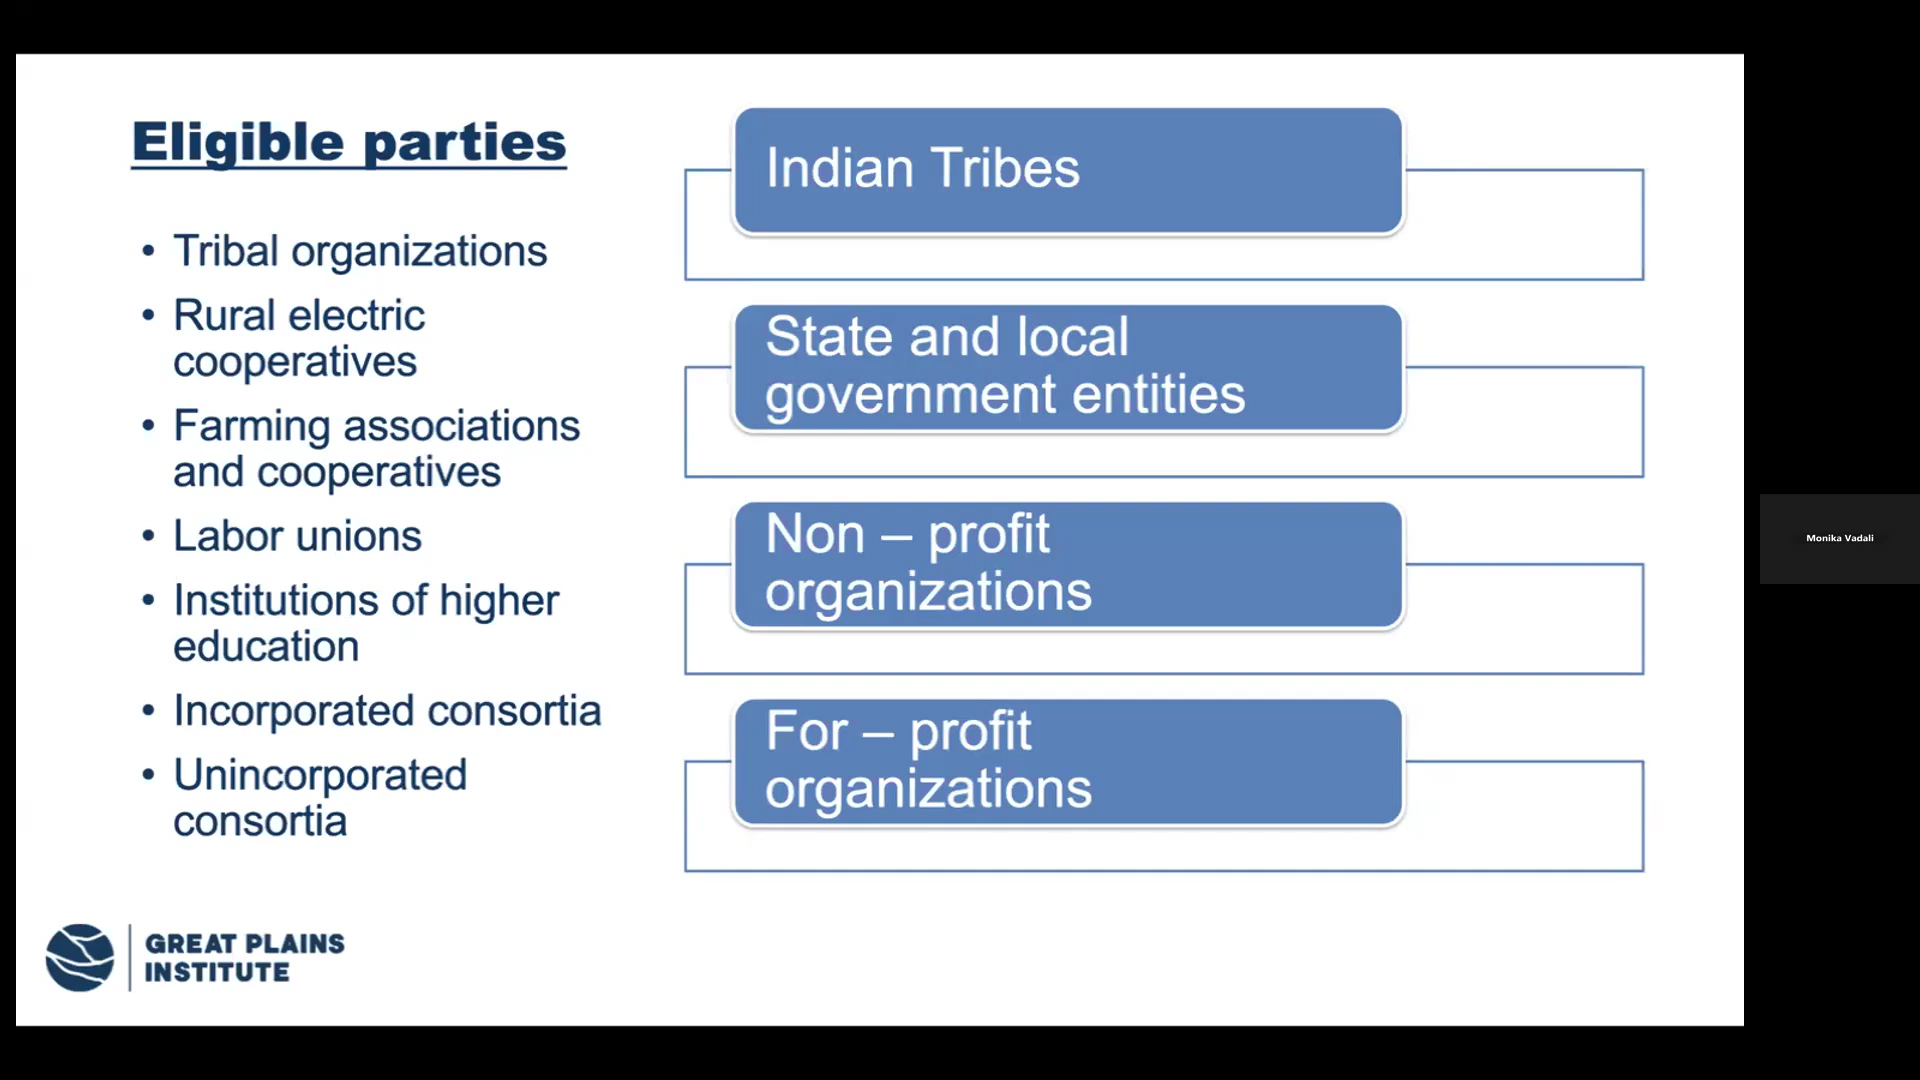 Eligible parties
• Tribal organizations
• Rural electric
cooperatives
• Farming associations
and cooperatives
• Labor unions
• Institutions of higher
education
• Incorporated consortia
• Unincorporated
consortia
Indian Tribes
State and local
government entities
Non – profit
organizations
For – profit
organizations
GREAT PLAINS
INSTITUTE
Monika Vadali